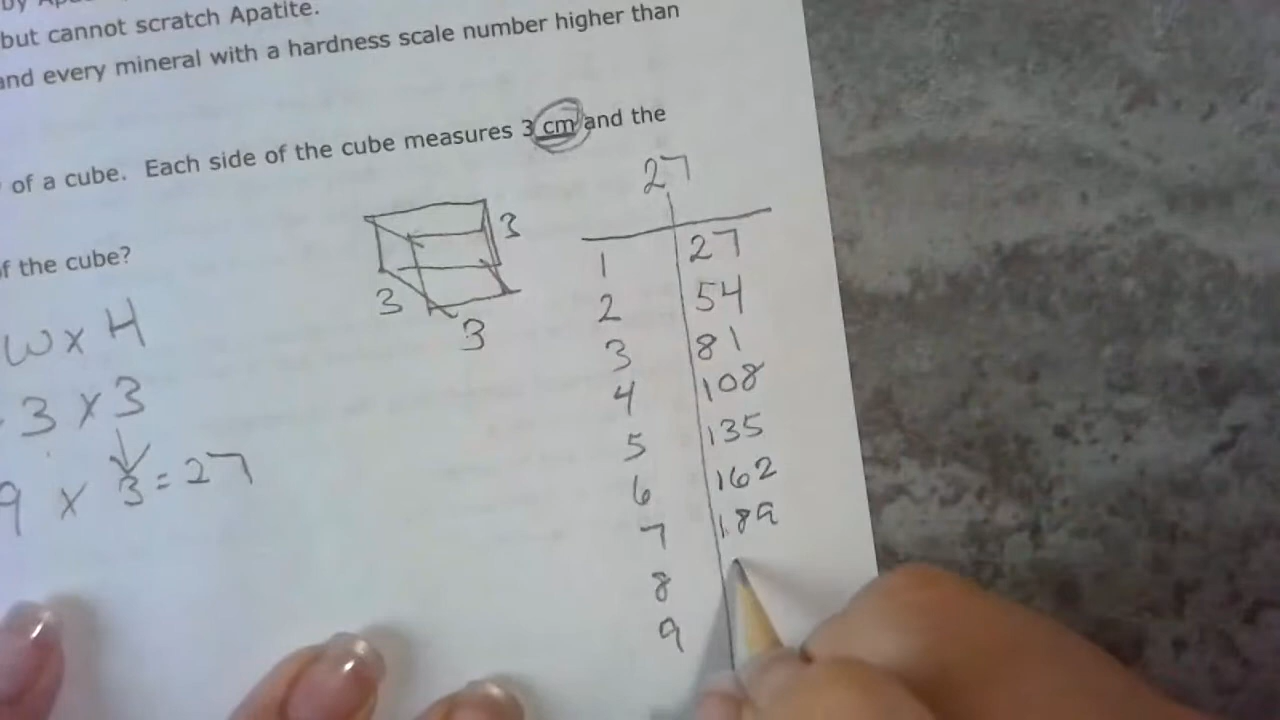 but cannot scratch Apatite.
and every mineral with a hardness scale number higher than
of a cube. Each side of the cube measures 3 cm and the
of the cube?
W x H
3 x 3
9 x 3 = 27
3
3
3
27
1 27
2 54
3 81
4 108
5 135
6 162
7 189
8
9